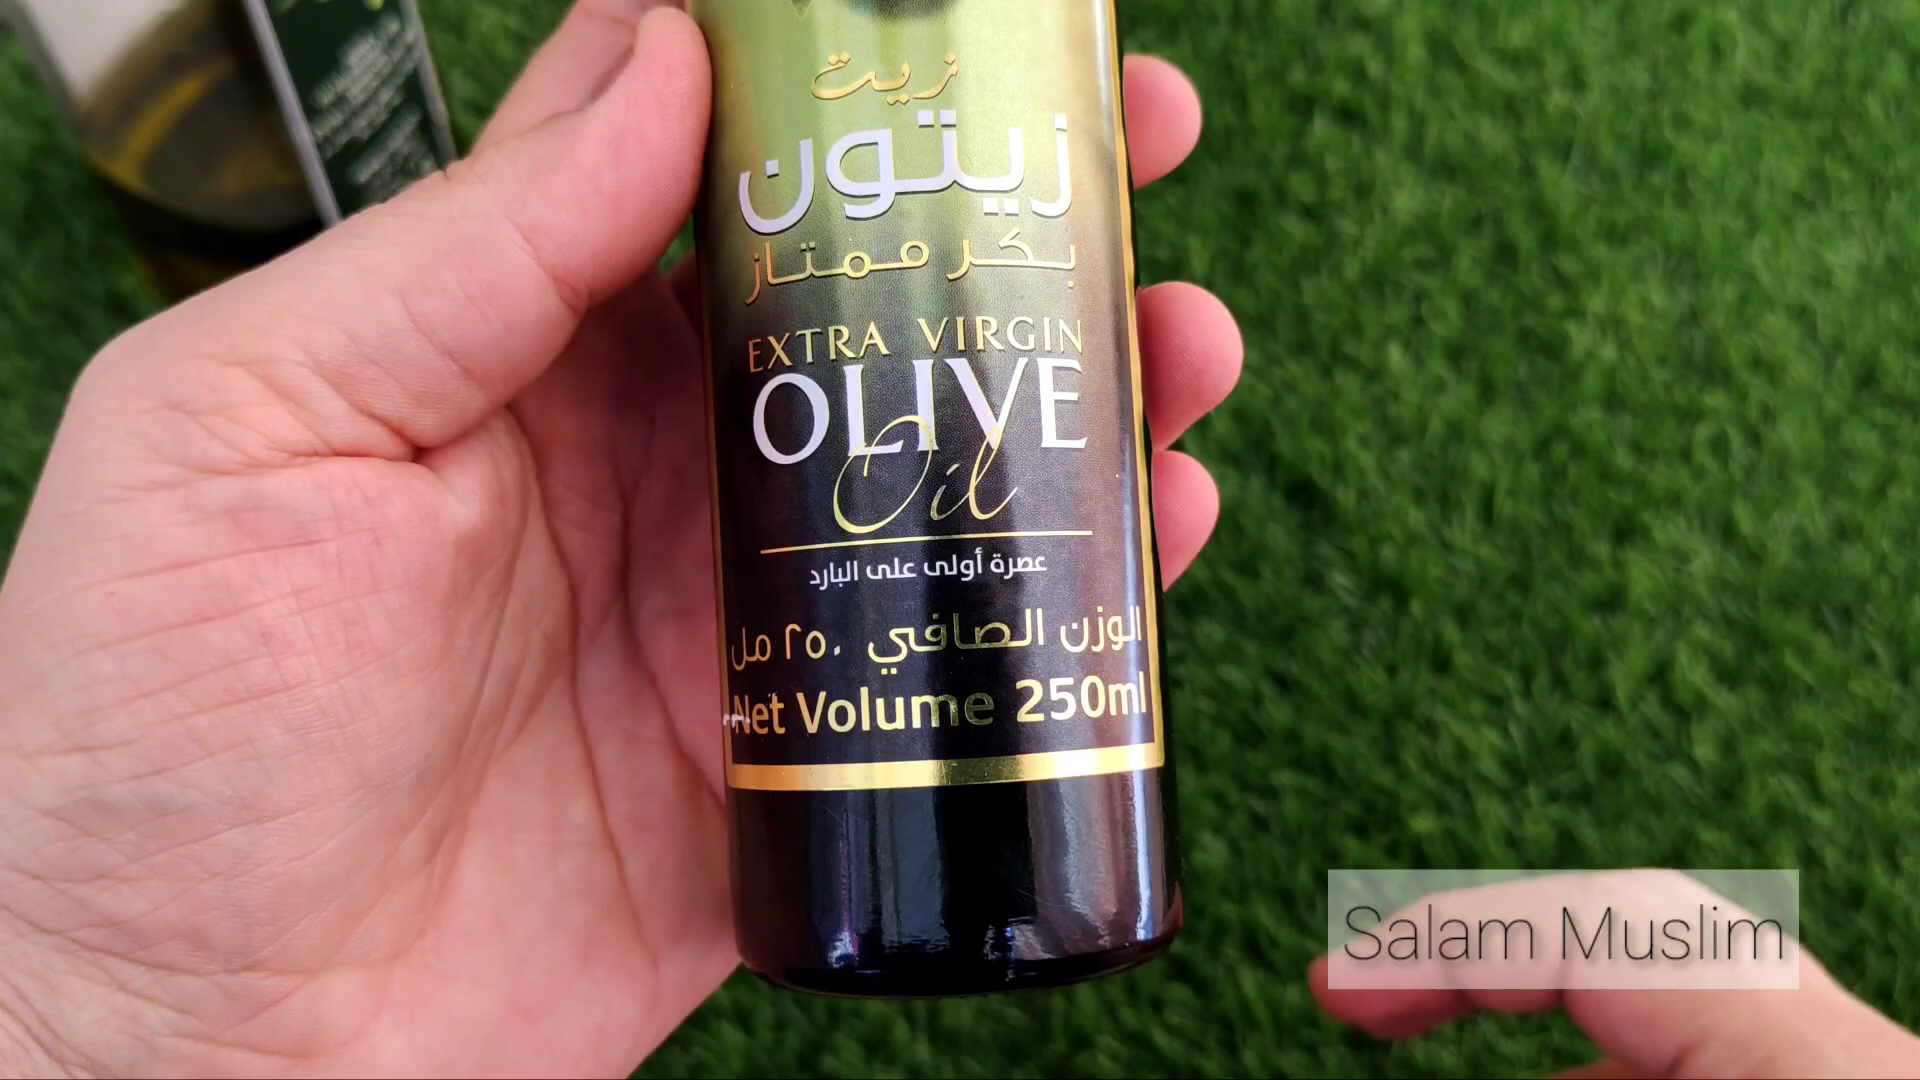 زيت
زيتون
بكر ممتاز
EXTRA VIRGIN
OLIVE
Oil
عصرة أولى على البارد
الوزن الصافي ٢٥٠ مل
Net Volume 250ml
Salam Muslim